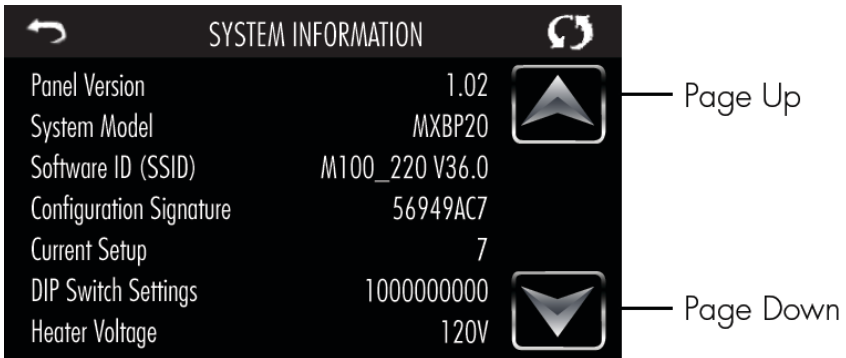 SYSTEM INFORMATION
Panel Version 1.02
System Model MXBP20
Software ID (SSID) M100_220 V36.0
Configuration Signature 56949AC7
Current Setup 7
DIP Switch Settings 1000000000
Heater Voltage 120V
Page Up
Page Down